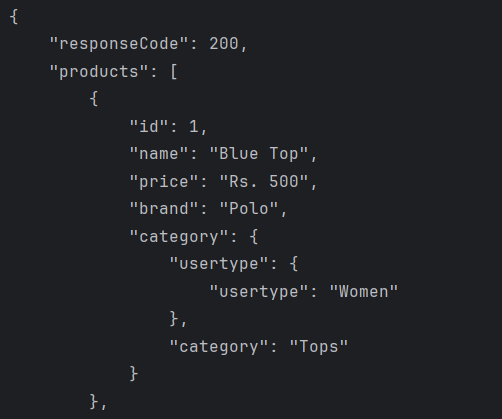 {
    "responseCode": 200,
    "products": [
        {
            "id": 1,
            "name": "Blue Top",
            "price": "Rs. 500",
            "brand": "Polo",
            "category": {
                "usertype": {
                    "usertype": "Women"
                },
                "category": "Tops"
            }
        },